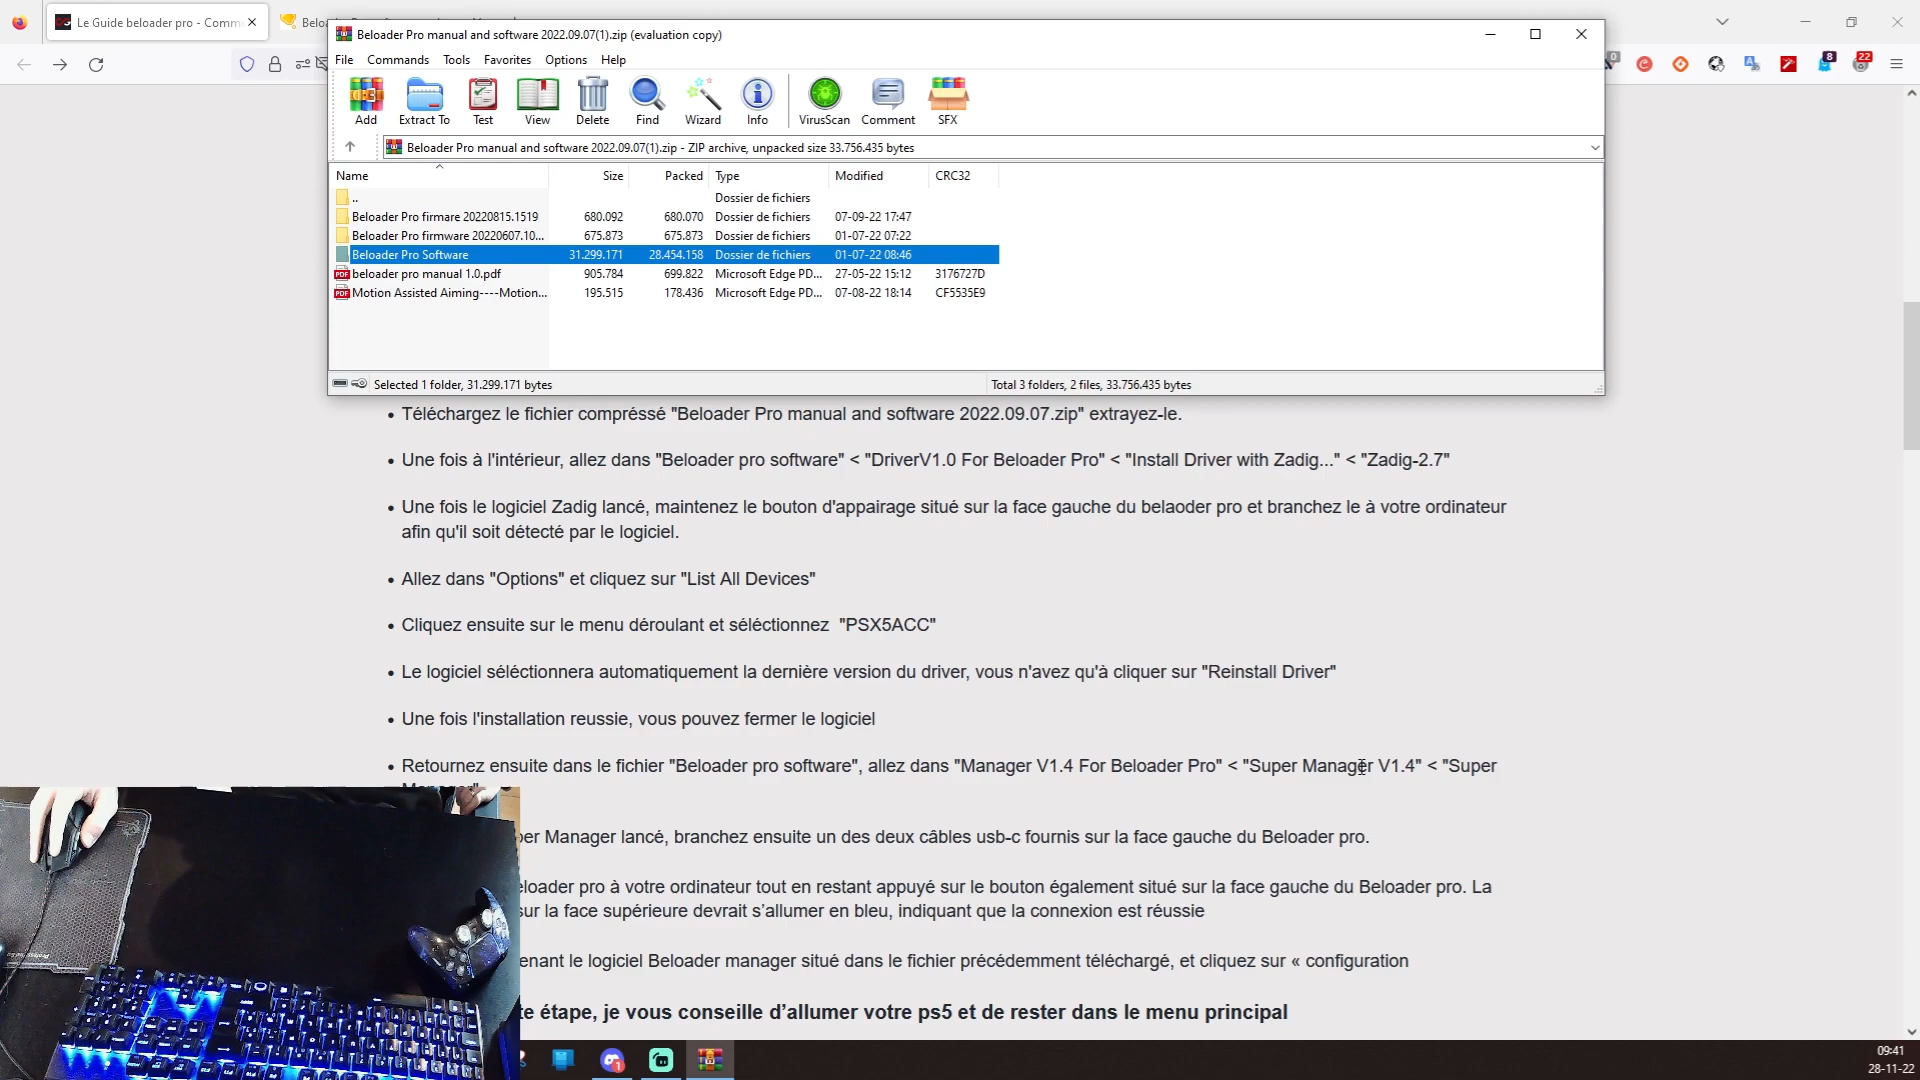 Le Guide beloader pro - Comm
Beloader Pro manual and software 2022.09.07(1).zip (evaluation copy)
File Commands Tools Favorites Options Help
0 8 22
Add Extract To Test View Delete Find Wizard Info VirusScan Comment SFX
Beloader Pro manual and software 2022.09.07(1).zip - ZIP archive, unpacked size 33.756.435 bytes
Name Size Packed Type Modified CRC32
.. Dossier de fichiers
Beloader Pro firmare 20220815.1519 680.092 680.070 Dossier de fichiers 07-09-22 17:47
Beloader Pro firmware 20220607.10... 675.873 675.873 Dossier de fichiers 01-07-22 07:22
Beloader Pro Software 31.299.171 28.454.158 Dossier de fichiers 01-07-22 08:46
beloader pro manual 1.0.pdf 905.784 699.822 Microsoft Edge PD... 27-05-22 15:12 3176727D
Motion Assisted Aiming----Motion... 195.515 178.436 Microsoft Edge PD... 07-08-22 18:14 CF5535E9
Selected 1 folder, 31.299.171 bytes Total 3 folders, 2 files, 33.756.435 bytes
• Téléchargez le fichier compréssé "Beloader Pro manual and software 2022.09.07.zip" extrayez-le.
• Une fois à l'intérieur, allez dans "Beloader pro software" < "DriverV1.0 For Beloader Pro" < "Install Driver with Zadig..." < "Zadig-2.7"
• Une fois le logiciel Zadig lancé, maintenez le bouton d'appairage situé sur la face gauche du belaoder pro et branchez le à votre ordinateur
afin qu'il soit détecté par le logiciel.
• Allez dans "Options" et cliquez sur "List All Devices"
• Cliquez ensuite sur le menu déroulant et séléctionnez "PSX5ACC"
• Le logiciel séléctionnera automatiquement la dernière version du driver, vous n'avez qu'à cliquer sur "Reinstall Driver"
• Une fois l'installation reussie, vous pouvez fermer le logiciel
• Retournez ensuite dans le fichier "Beloader pro software", allez dans "Manager V1.4 For Beloader Pro" < "Super Manager V1.4" < "Super
per Manager lancé, branchez ensuite un des deux câbles usb-c fournis sur la face gauche du Beloader pro.
eloader pro à votre ordinateur tout en restant appuyé sur le bouton également situé sur la face gauche du Beloader pro. La
sur la face supérieure devrait s'allumer en bleu, indiquant que la connexion est réussie
enant le logiciel Beloader manager situé dans le fichier précédemment téléchargé, et cliquez sur « configuration
te étape, je vous conseille d'allumer votre ps5 et de rester dans le menu principal
09:41
28-11-22